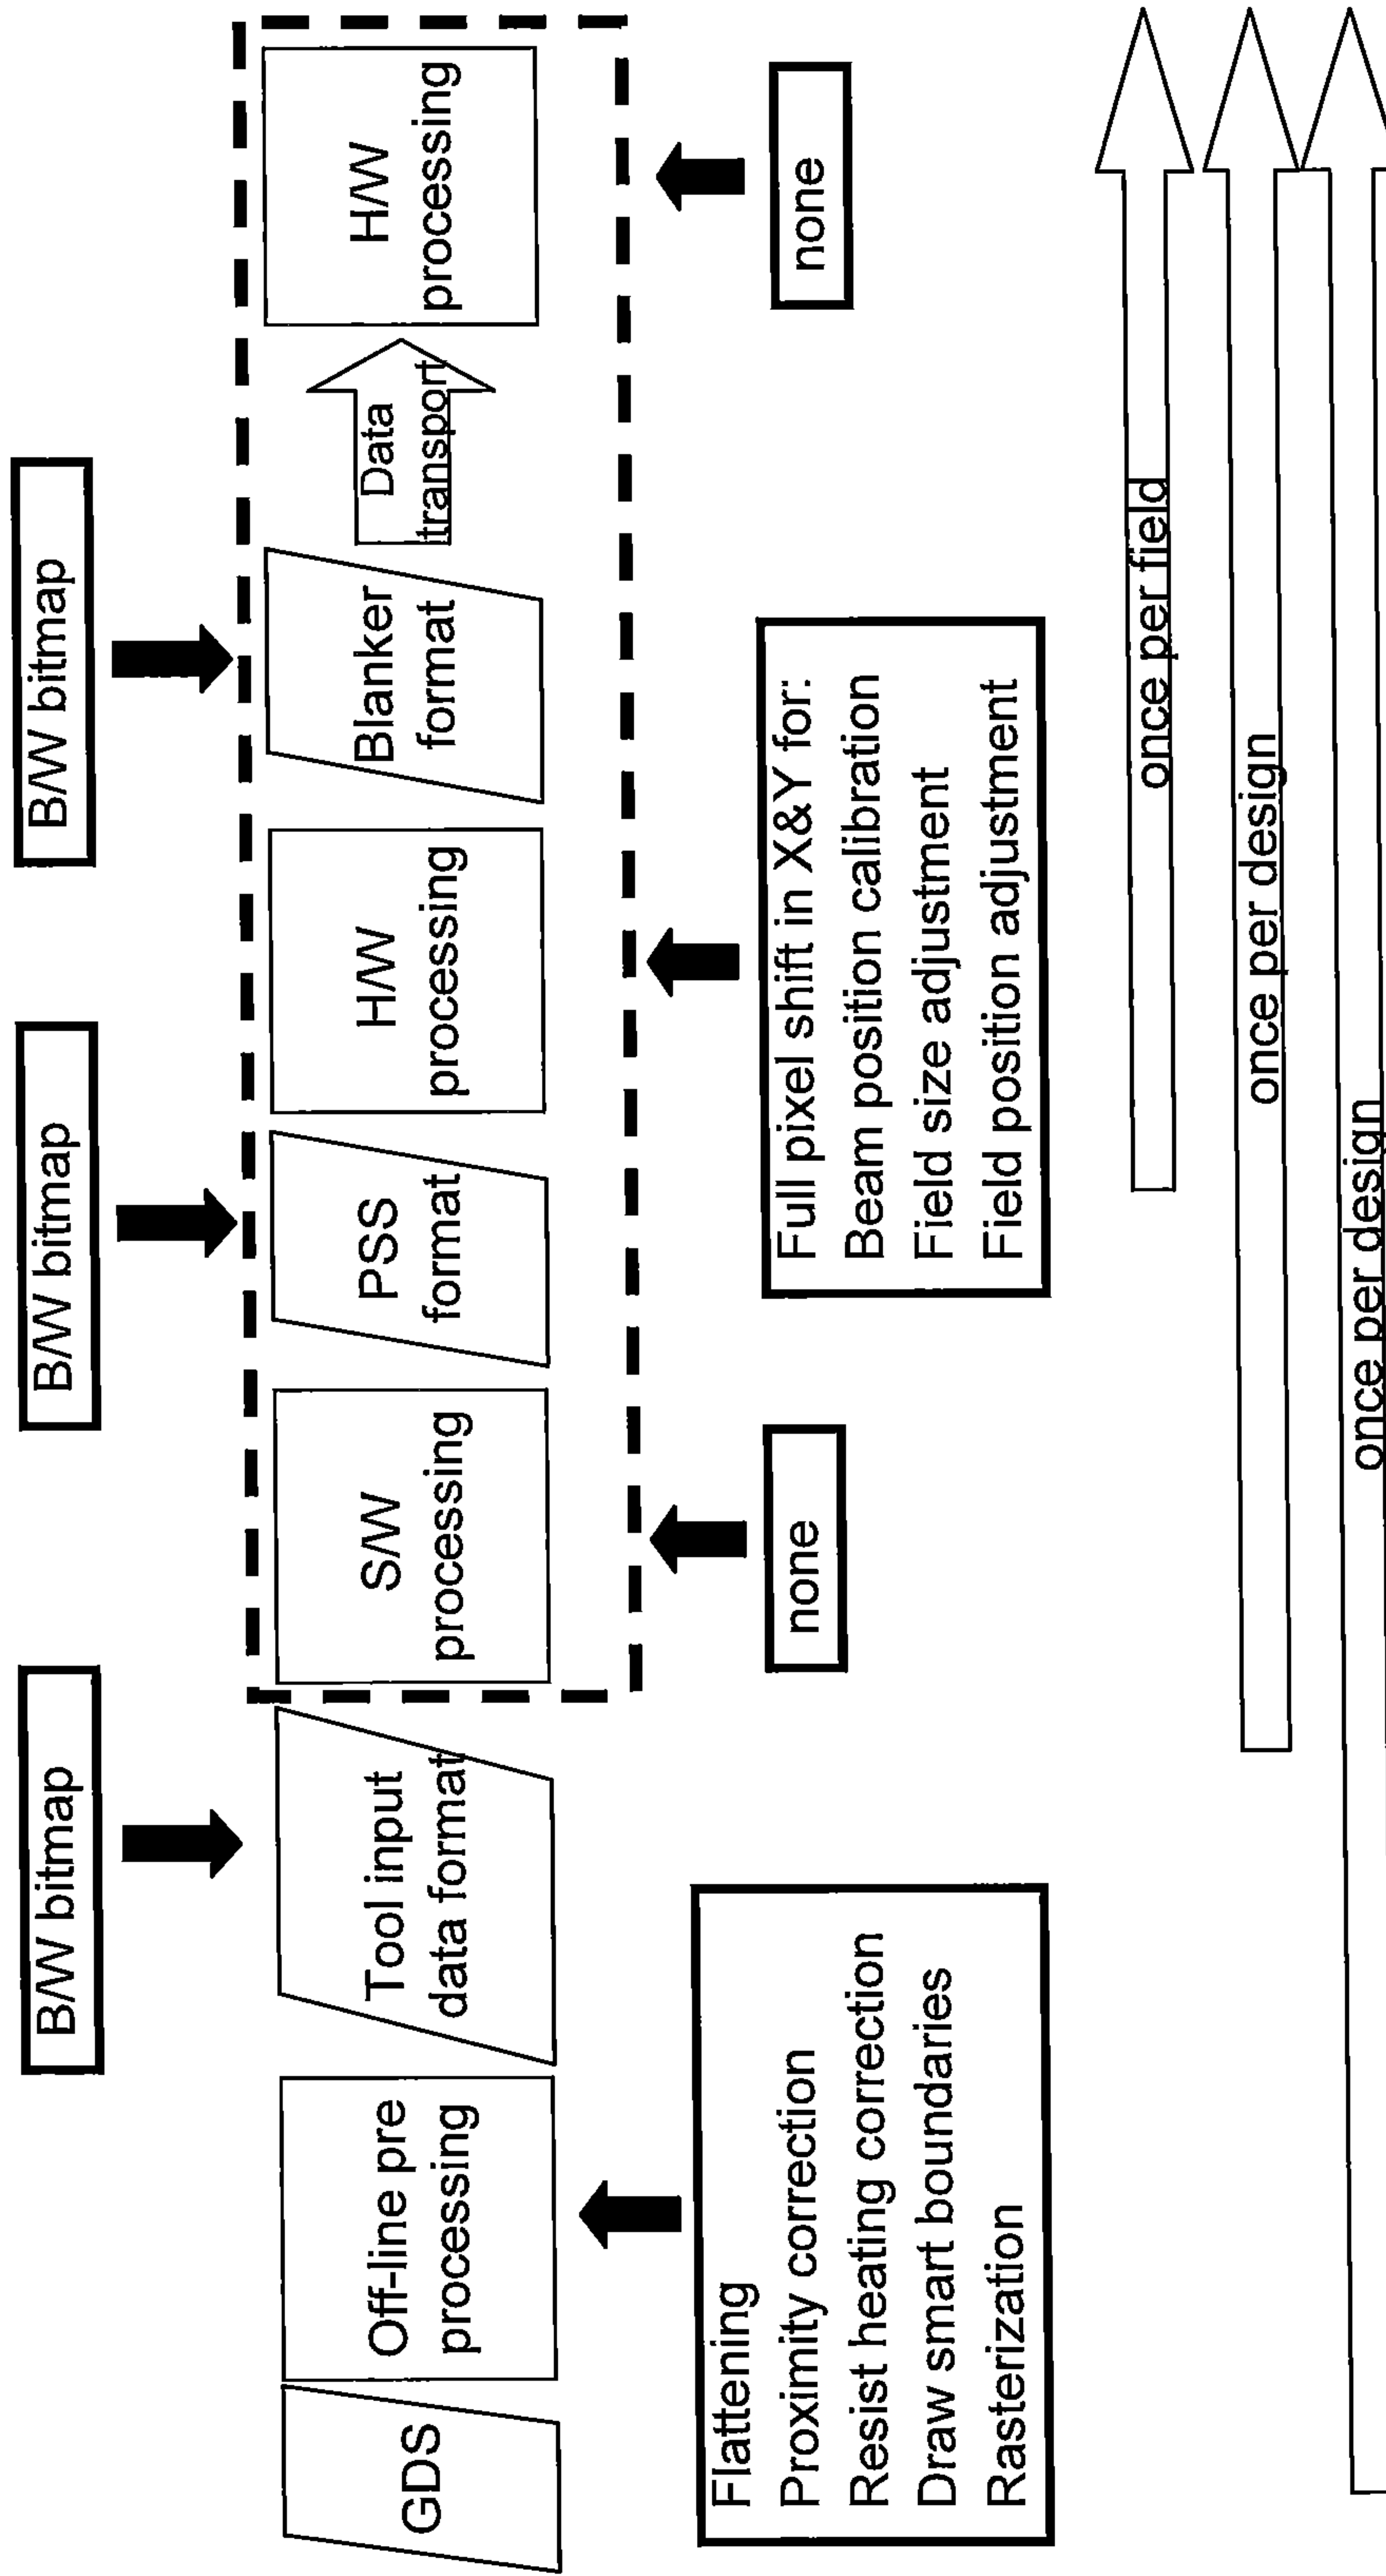 B/W bitmap
B/W bitmap
B/W bitmap
GDS
Off-line pre
processing
Tool input
data format
S/W
processing
PSS
format
H/W
processing
Blanker
format
Data
transport
H/W
processing
Flattening
Proximity correction
Resist heating correction
Draw smart boundaries
Rasterization
none
Full pixel shift in X&Y for:
Beam position calibration
Field size adjustment
Field position adjustment
none
once per field
once per design
once per design